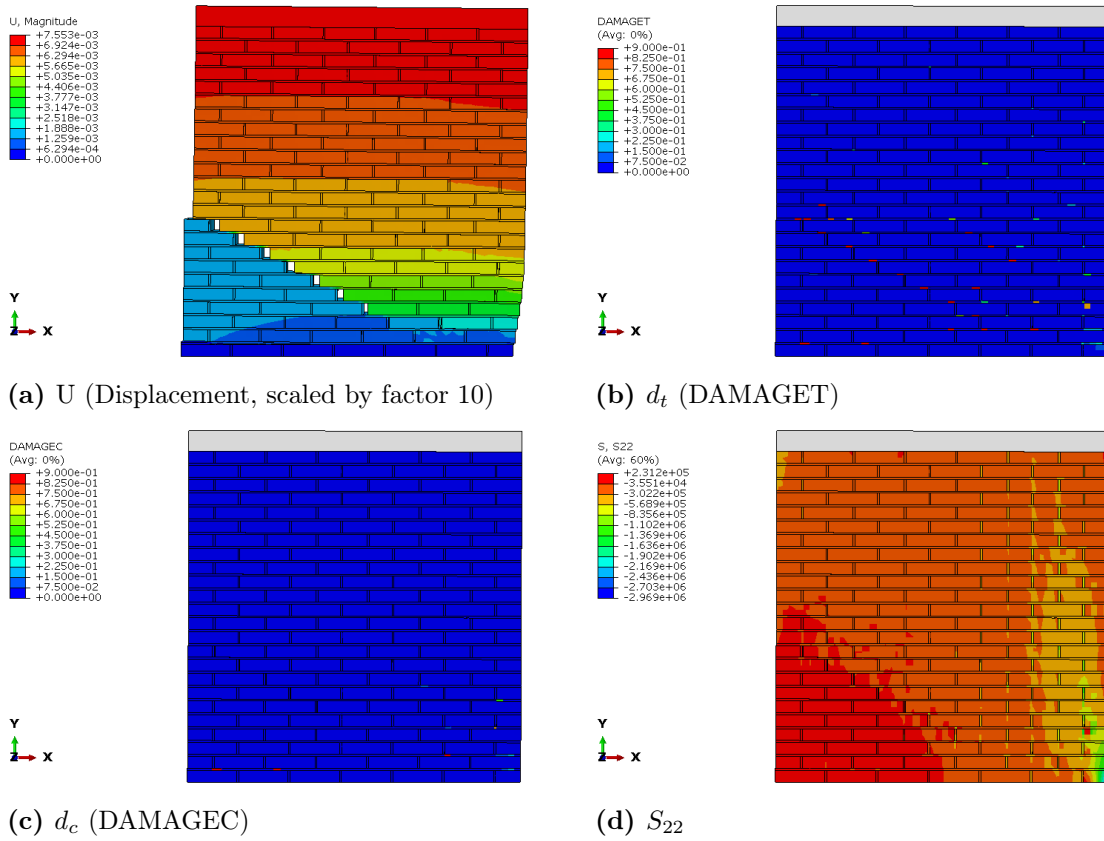 U, Magnitude
+7.553e-03
+6.924e-03
+6.294e-03
+5.665e-03
+5.035e-03
+4.406e-03
+3.777e-03
+3.147e-03
+2.518e-03
+1.888e-03
+1.259e-03
+6.294e-04
+0.000e+00
Y
Z X
(a) U (Displacement, scaled by factor 10)
DAMAGET
(Avg: 0%)
+9.000e-01
+8.250e-01
+7.500e-01
+6.750e-01
+6.000e-01
+5.250e-01
+4.500e-01
+3.750e-01
+3.000e-01
+2.250e-01
+1.500e-01
+7.500e-02
+0.000e+00
Y
Z X
(b) d_t (DAMAGET)
DAMAGEC
(Avg: 0%)
+9.000e-01
+8.250e-01
+7.500e-01
+6.750e-01
+6.000e-01
+5.250e-01
+4.500e-01
+3.750e-01
+3.000e-01
+2.250e-01
+1.500e-01
+7.500e-02
+0.000e+00
Y
Z X
(c) d_c (DAMAGEC)
S, S22
(Avg: 60%)
+2.312e+05
-3.551e+04
-3.022e+05
-5.689e+05
-8.356e+05
-1.102e+06
-1.369e+06
-1.636e+06
-1.902e+06
-2.169e+06
-2.436e+06
-2.703e+06
-2.969e+06
Y
Z X
(d) S_22